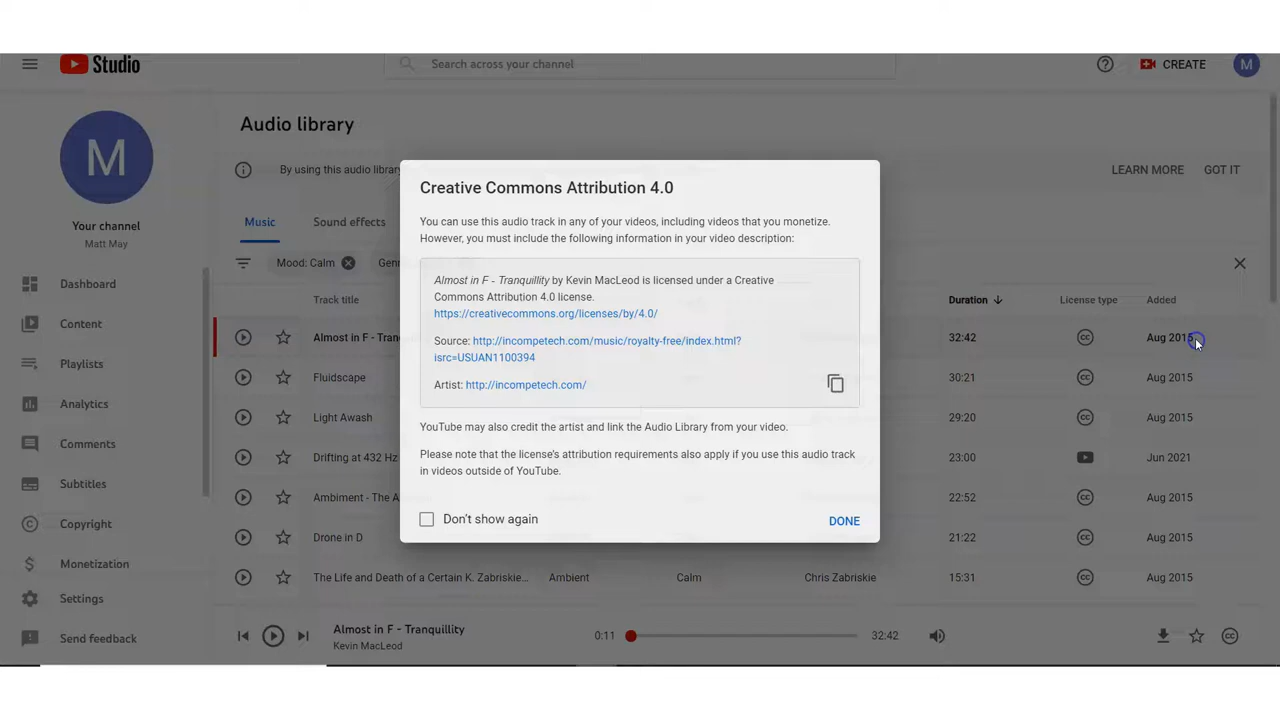 Studio
Search across your channel
CREATE
M
M
Your channel
Matt May
Dashboard
Content
Playlists
Analytics
Comments
Subtitles
Copyright
Monetization
Settings
Send feedback
Audio library
By using this audio library
LEARN MORE
GOT IT
Music
Sound effects
Mood: Calm
Track title
Duration
License type
Added
Almost in F - Tran
32:42
Aug 2015
Fluidscape
30:21
Aug 2015
Light Awash
29:20
Aug 2015
Drifting at 432 Hz
23:00
Jun 2021
Ambiment - The A
22:52
Aug 2015
Drone in D
21:22
Aug 2015
The Life and Death of a Certain K. Zabriskie...
Ambient
Calm
Chris Zabriskie
15:31
Aug 2015
Creative Commons Attribution 4.0
You can use this audio track in any of your videos, including videos that you monetize.
However, you must include the following information in your video description:
Almost in F - Tranquillity by Kevin MacLeod is licensed under a Creative
Commons Attribution 4.0 license.
https://creativecommons.org/licenses/by/4.0/
Source: http://incompetech.com/music/royalty-free/index.html?
isrc=USUAN1100394
Artist: http://incompetech.com/
YouTube may also credit the artist and link the Audio Library from your video.
Please note that the license's attribution requirements also apply if you use this audio track
in videos outside of YouTube.
Don't show again
DONE
Almost in F - Tranquillity
Kevin MacLeod
0:11
32:42